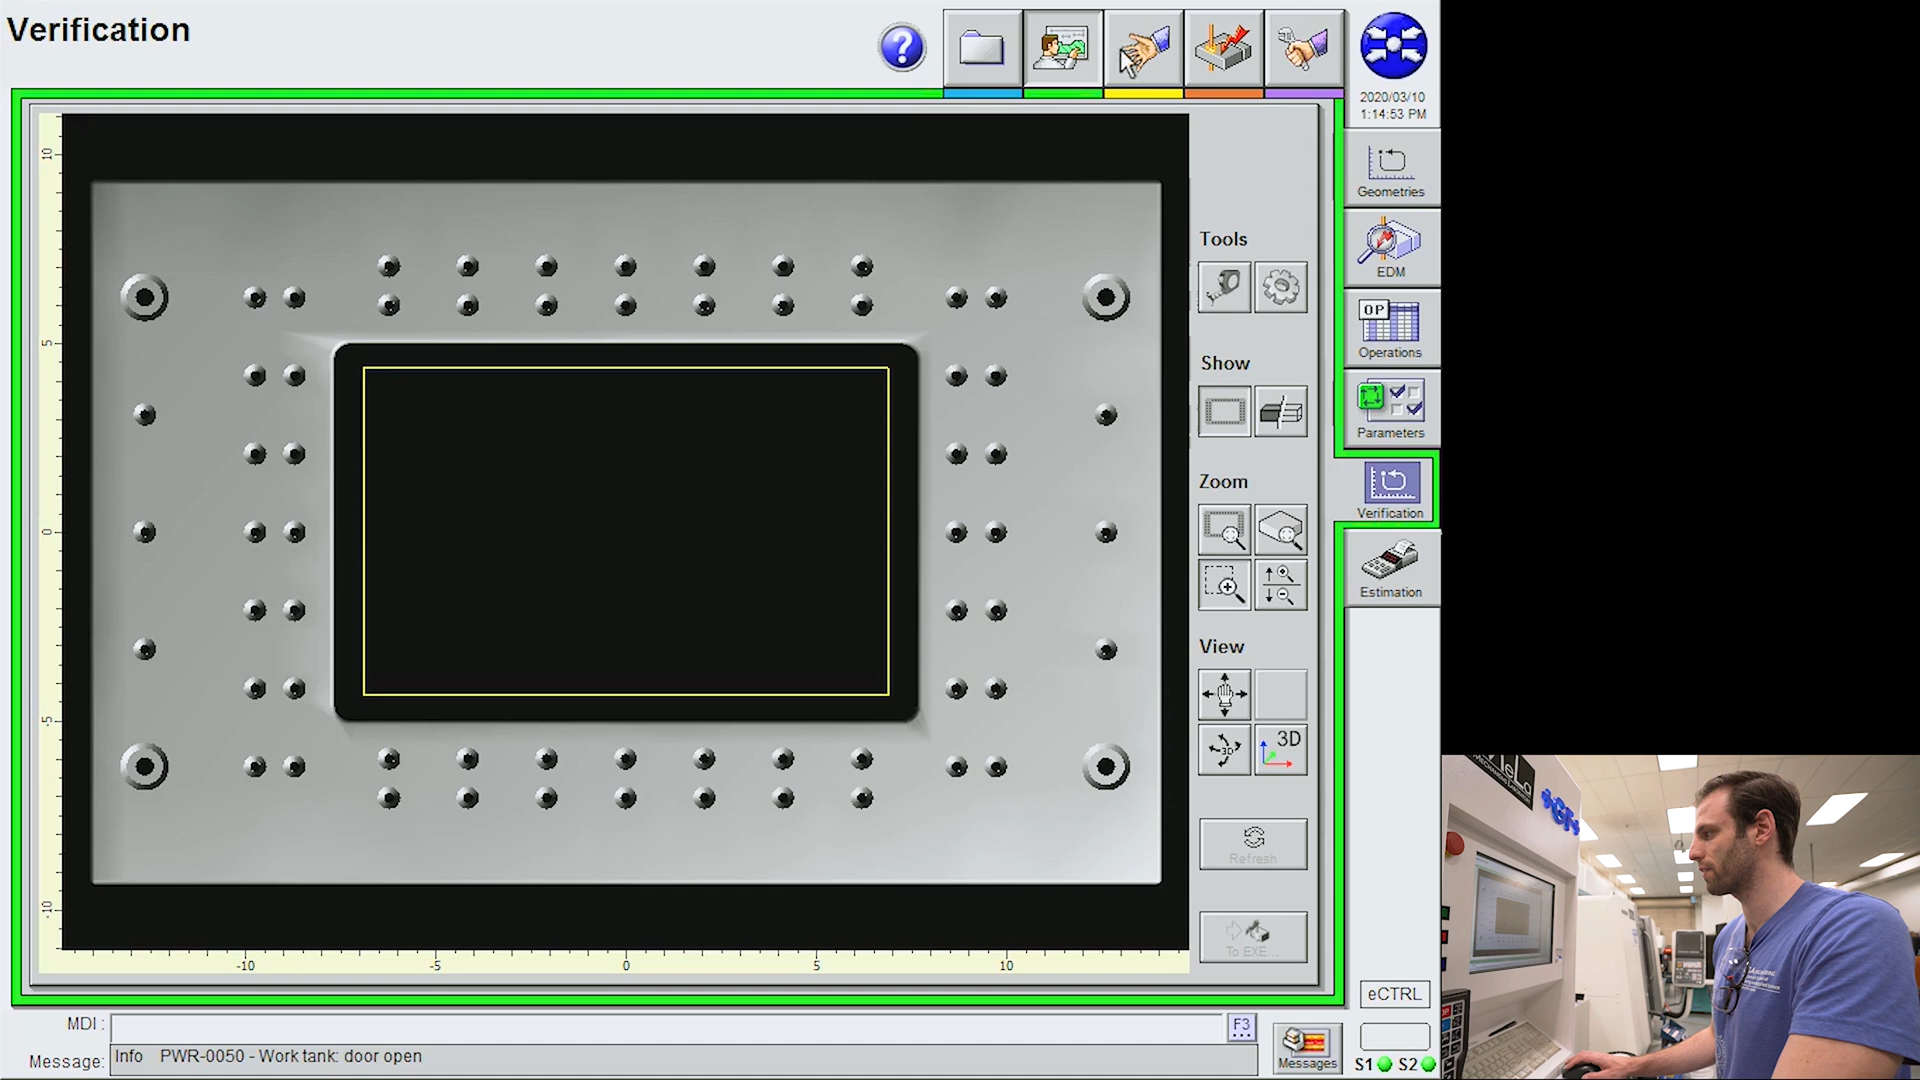 Verification
?
2020/03/10
1:14:53 PM
Geometries
EDM
OP
Operations
Parameters
Verification
Estimation
Tools
Show
Zoom
View
3D
3D
Refresh
To EXE...
10
5
0
-5
-10
-10
-5
0
5
10
eCTRL
MDI :
F3
Message:
Info PWR-0050 - Work tank: door open
Messages
S1
S2
+GF+